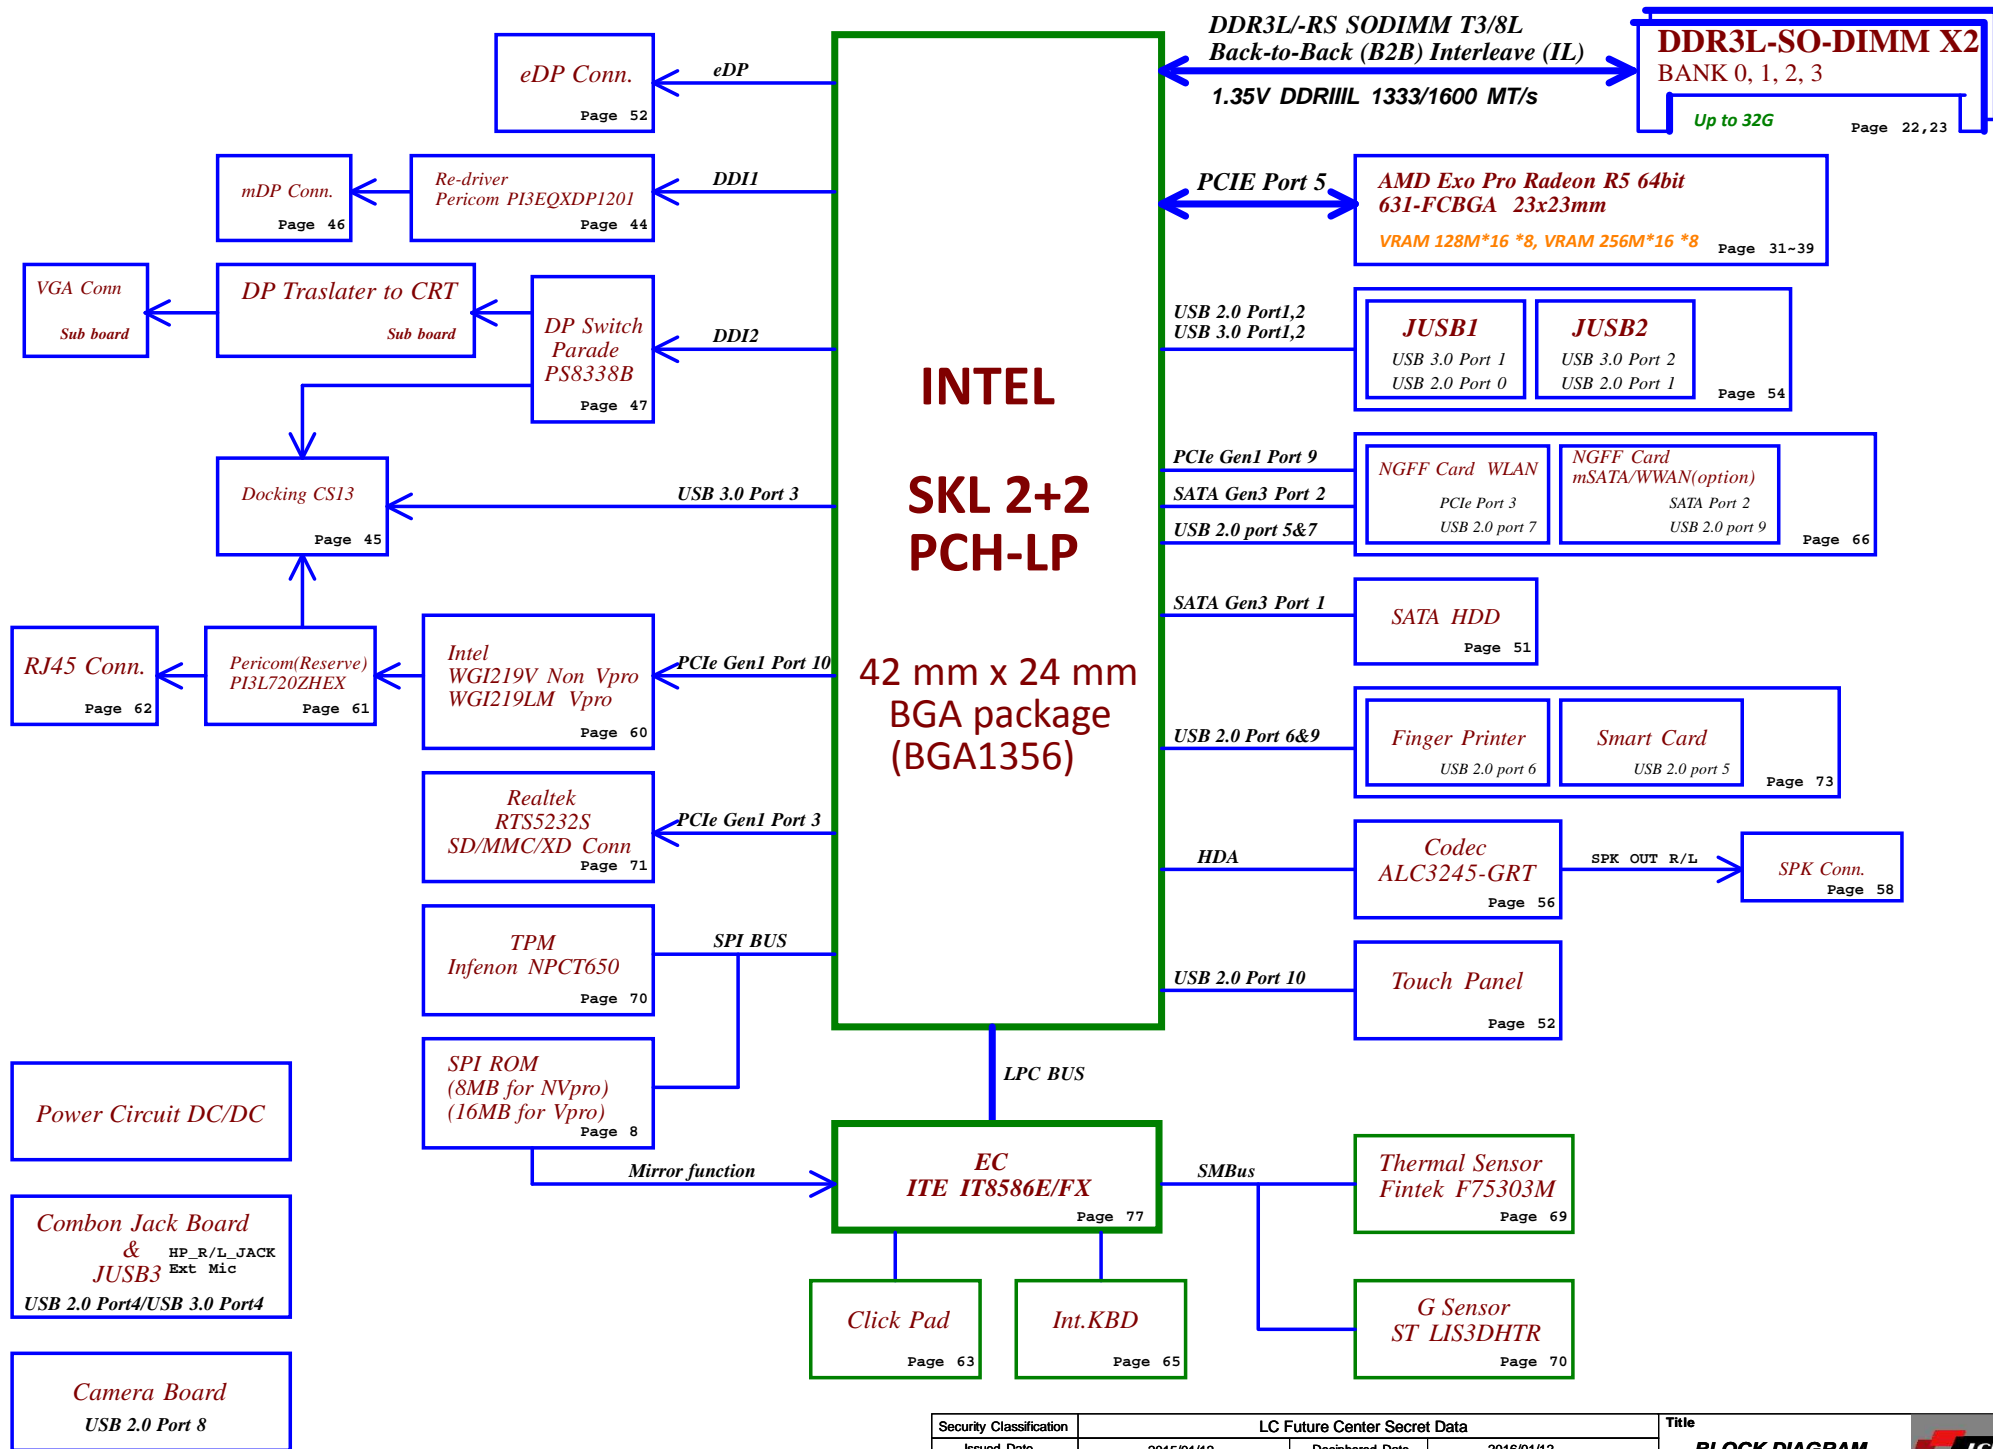 DDR3L/-RS SODIMM T3/8L
Back-to-Back (B2B) Interleave (IL)
1.35V DDRIIIL 1333/1600 MT/s
DDR3L-SO-DIMM X2
BANK 0, 1, 2, 3
Up to 32G
Page 22,23
eDP Conn.
Page 52
eDP
mDP Conn.
Page 46
Re-driver
Pericom PI3EQXDP1201
Page 44
DDI1
PCIE Port 5
AMD Exo Pro Radeon R5 64bit
631-FCBGA 23x23mm
VRAM 128M*16 *8, VRAM 256M*16 *8
Page 31~39
VGA Conn
Sub board
DP Traslater to CRT
Sub board
DP Switch
Parade
PS8338B
Page 47
DDI2
USB 2.0 Port1,2
USB 3.0 Port1,2
JUSB1
USB 3.0 Port 1
USB 2.0 Port 0
JUSB2
USB 3.0 Port 2
USB 2.0 Port 1
Page 54
INTEL
SKL 2+2
PCH-LP
42 mm x 24 mm
BGA package
(BGA1356)
Docking CS13
Page 45
USB 3.0 Port 3
PCIe Gen1 Port 9
SATA Gen3 Port 2
USB 2.0 port 5&7
NGFF Card WLAN
PCIe Port 3
USB 2.0 port 7
NGFF Card
mSATA/WWAN(option)
SATA Port 2
USB 2.0 port 9
Page 66
SATA Gen3 Port 1
SATA HDD
Page 51
RJ45 Conn.
Page 62
Pericom(Reserve)
PI3L720ZHEX
Page 61
Intel
WGI219V Non Vpro
WGI219LM Vpro
Page 60
PCIe Gen1 Port 10
USB 2.0 Port 6&9
Finger Printer
USB 2.0 port 6
Smart Card
USB 2.0 port 5
Page 73
Realtek
RTS5232S
SD/MMC/XD Conn
Page 71
PCIe Gen1 Port 3
HDA
Codec
ALC3245-GRT
Page 56
SPK OUT R/L
SPK Conn.
Page 58
TPM
Infenon NPCT650
Page 70
SPI BUS
USB 2.0 Port 10
Touch Panel
Page 52
SPI ROM
(8MB for NVpro)
(16MB for Vpro)
Page 8
LPC BUS
Power Circuit DC/DC
Mirror function
EC
ITE IT8586E/FX
Page 77
SMBus
Thermal Sensor
Fintek F75303M
Page 69
Combon Jack Board
&
JUSB3
HP_R/L_JACK
Ext Mic
USB 2.0 Port4/USB 3.0 Port4
Click Pad
Page 63
Int.KBD
Page 65
G Sensor
ST LIS3DHTR
Page 70
Camera Board
USB 2.0 Port 8
Security Classification
LC Future Center Secret Data
Title
Issued Date
2015/01/12
Deciphered Date
2016/01/12
BLOCK DIAGRAM